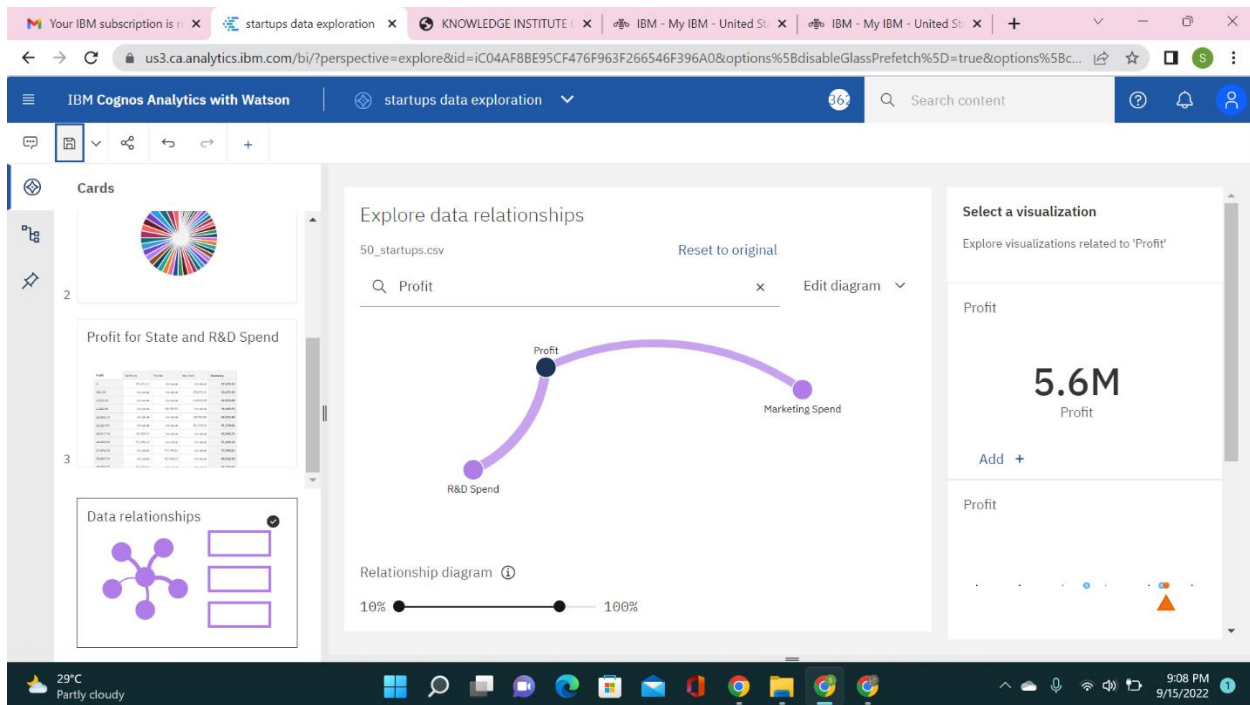 Your IBM subscription is r
startups data exploration
KNOWLEDGE INSTITUTE
IBM - My IBM - United St
IBM - My IBM - United St
us3.ca.analytics.ibm.com/bi/?perspective=explore&id=iC04AF8BE95CF476F963F266546F396A0&options%5BdisableGlassPrefetch%5D=true&options%5Bc...
S
IBM Cognos Analytics with Watson
startups data exploration
362
Search content
Cards
2
Profit for State and R&D Spend
3
Data relationships
Explore data relationships
50_startups.csv
Reset to original
Profit
Edit diagram
Profit
Marketing Spend
R&D Spend
Relationship diagram
10%
100%
Select a visualization
Explore visualizations related to 'Profit'
Profit
5.6M
Profit
Add +
Profit
29°C
Partly cloudy
9:08 PM
9/15/2022
1